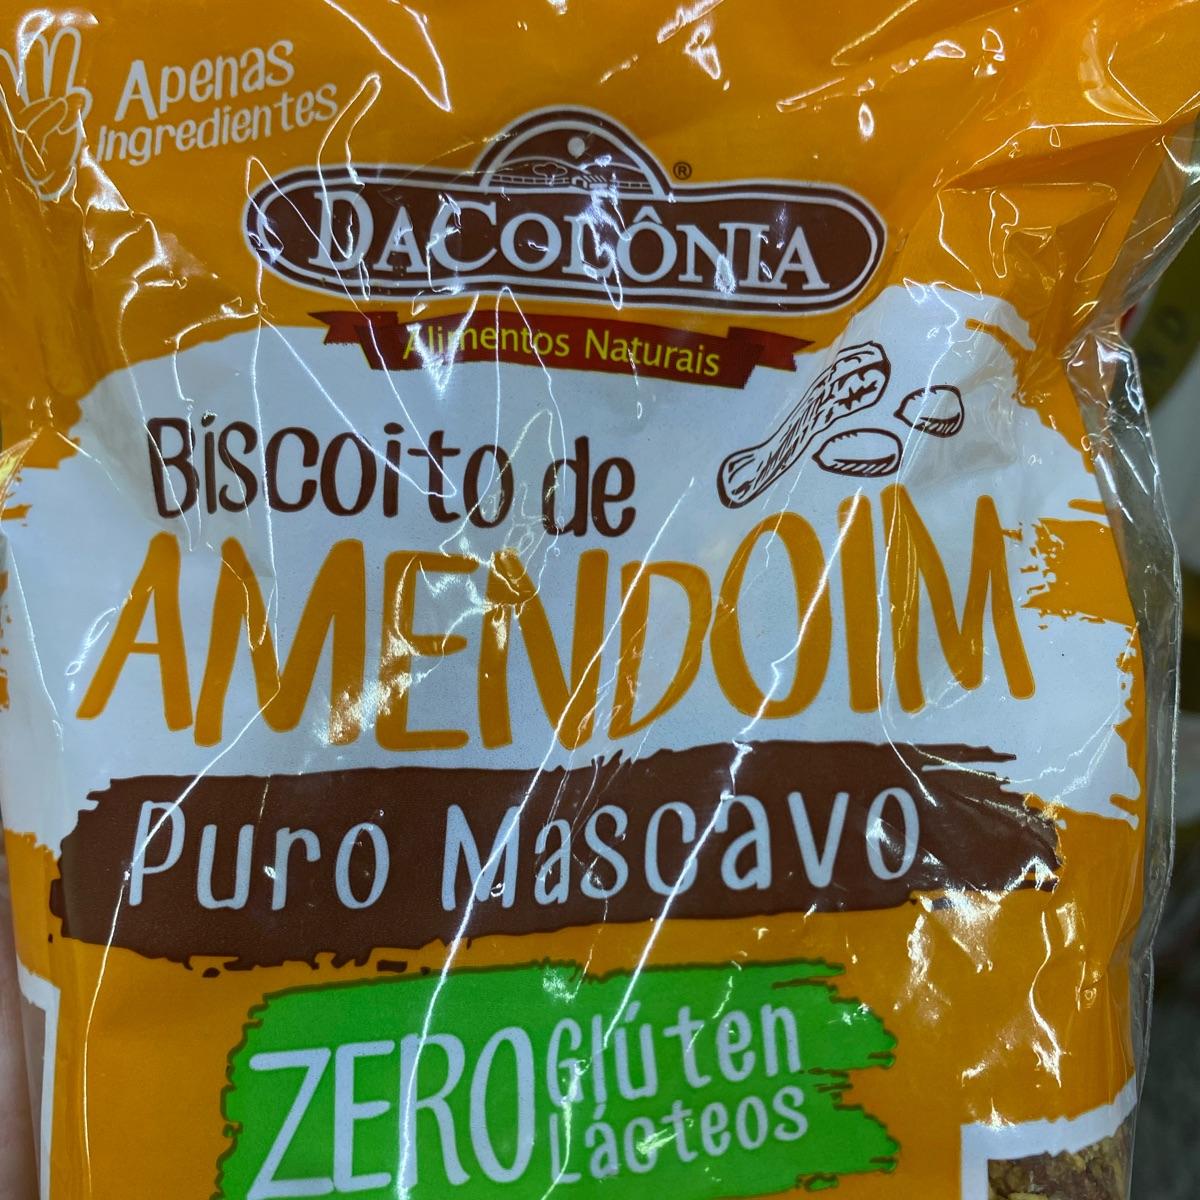 Apenas
Ingredientes
DaColônia®
Alimentos Naturais
Biscoito de
AMENDOIM
Puro Mascavo
ZERO Glúten
Lácteos